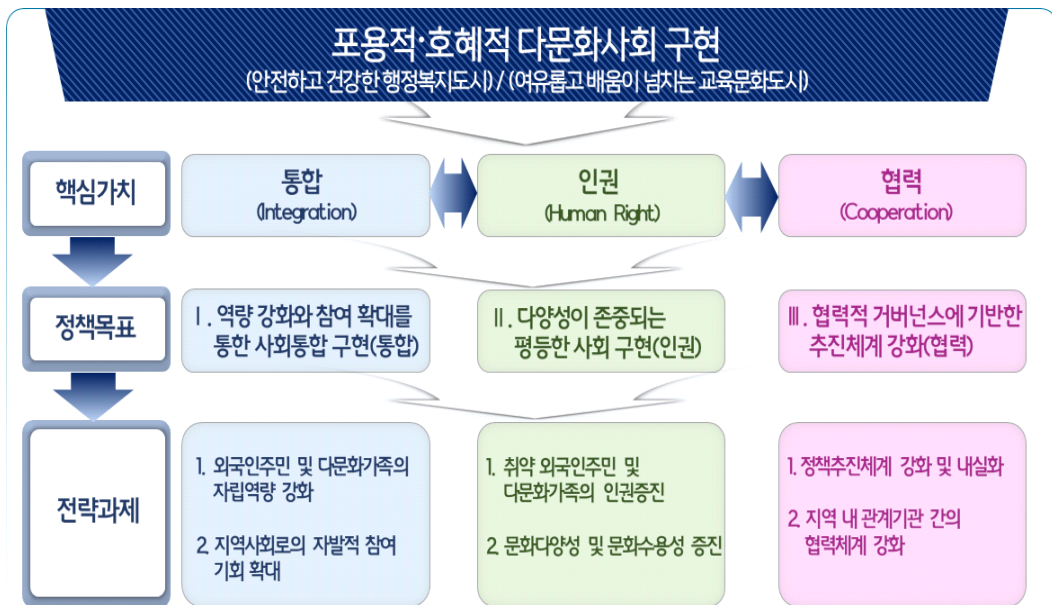 포용적·호혜적 다문화사회 구현
(안전하고 건강한 행정복지도시) / (여유롭고 배움이 넘치는 교육문화도시)
핵심가치
통합
(Integration)
인권
(Human Right)
협력
(Cooperation)
정책목표
Ⅰ. 역량 강화와 참여 확대를
통한 사회통합 구현(통합)
Ⅱ. 다양성이 존중되는
평등한 사회 구현(인권)
Ⅲ. 협력적 거버넌스에 기반한
추진체계 강화(협력)
전략과제
1. 외국인주민 및 다문화가족의
자립역량 강화
2. 지역사회로의 자발적 참여
기회 확대
1. 취약 외국인주민 및
다문화가족의 인권증진
2. 문화다양성 및 문화수용성 증진
1. 정책추진체계 강화 및 내실화
2. 지역 내 관계기관 간의
협력체계 강화